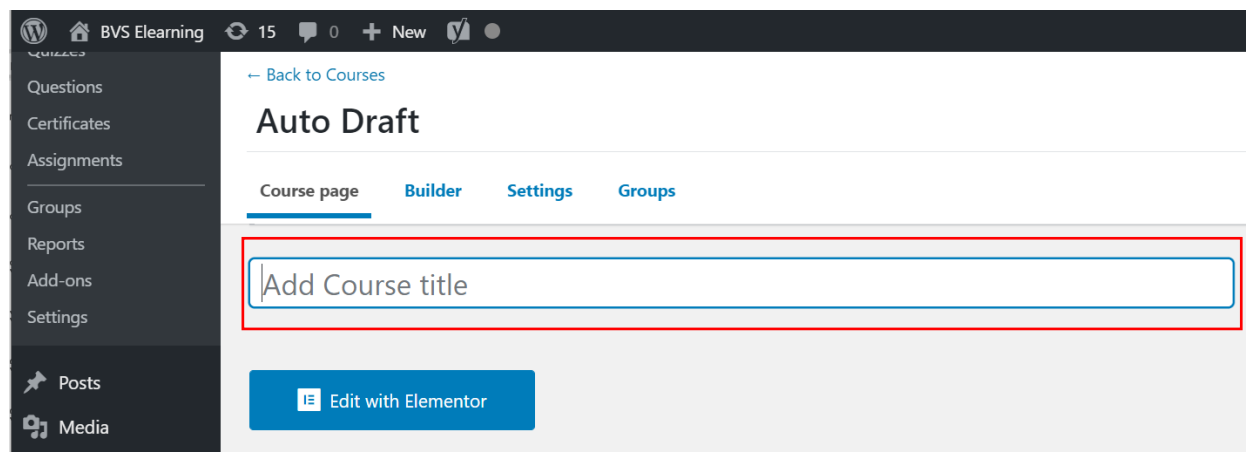 BVS Elearning 15 0 + New
Quizzes
Questions
Certificates
Assignments
Groups
Reports
Add-ons
Settings
Posts
Media
← Back to Courses
Auto Draft
Course page Builder Settings Groups
Add Course title
Edit with Elementor